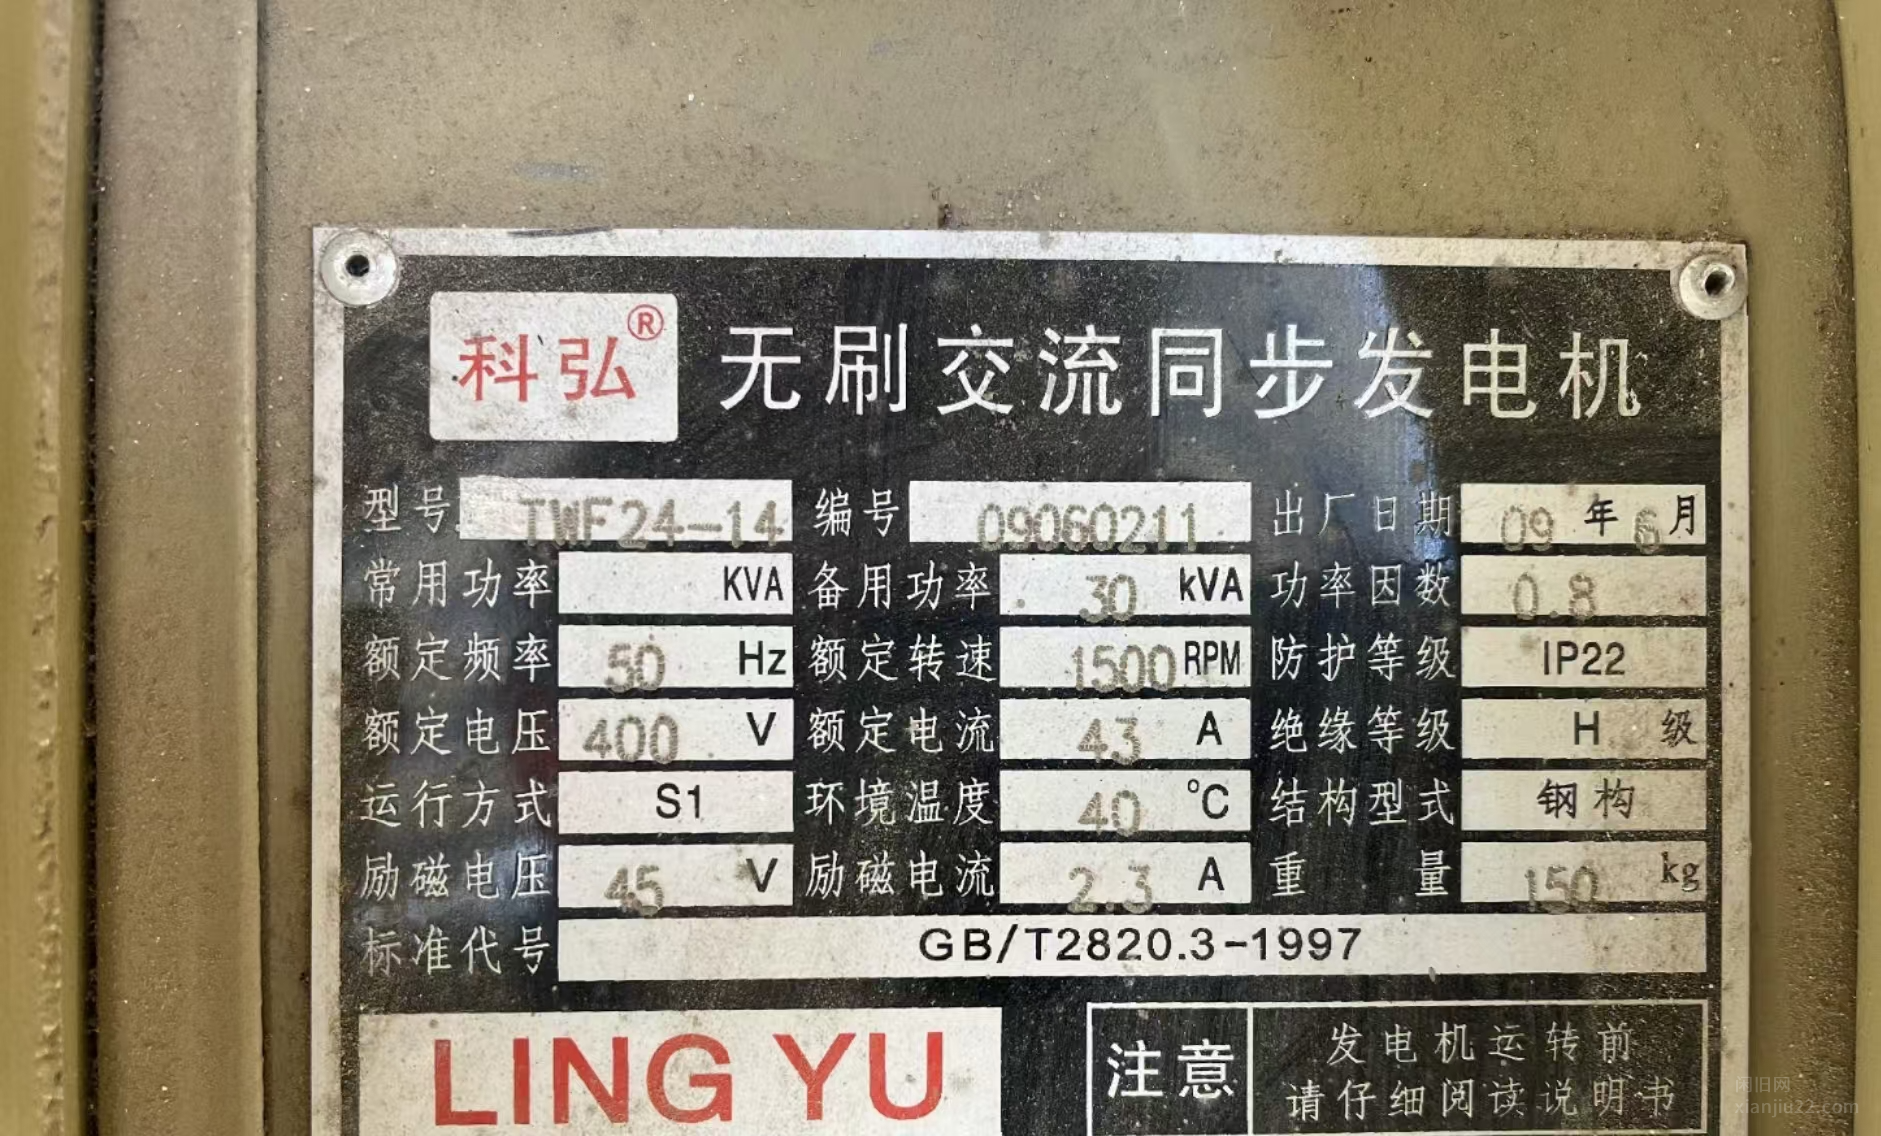 科弘® 无刷交流同步发电机
型号 TWF24-14 编号 09060211 出厂日期 09 年 6 月
常用功率 KVA 备用功率 30 kVA 功率因数 0.8
额定频率 50 Hz 额定转速 1500 RPM 防护等级 IP22
额定电压 400 V 额定电流 43 A 绝缘等级 H 级
运行方式 S1 环境温度 40 ℃ 结构型式 钢构
励磁电压 45 V 励磁电流 2.3 A 重量 150 kg
标准代号 GB/T2820.3-1997
LING YU
注意
发电机运转前
请仔细阅读说明书
闲旧网
xianjiu22.com